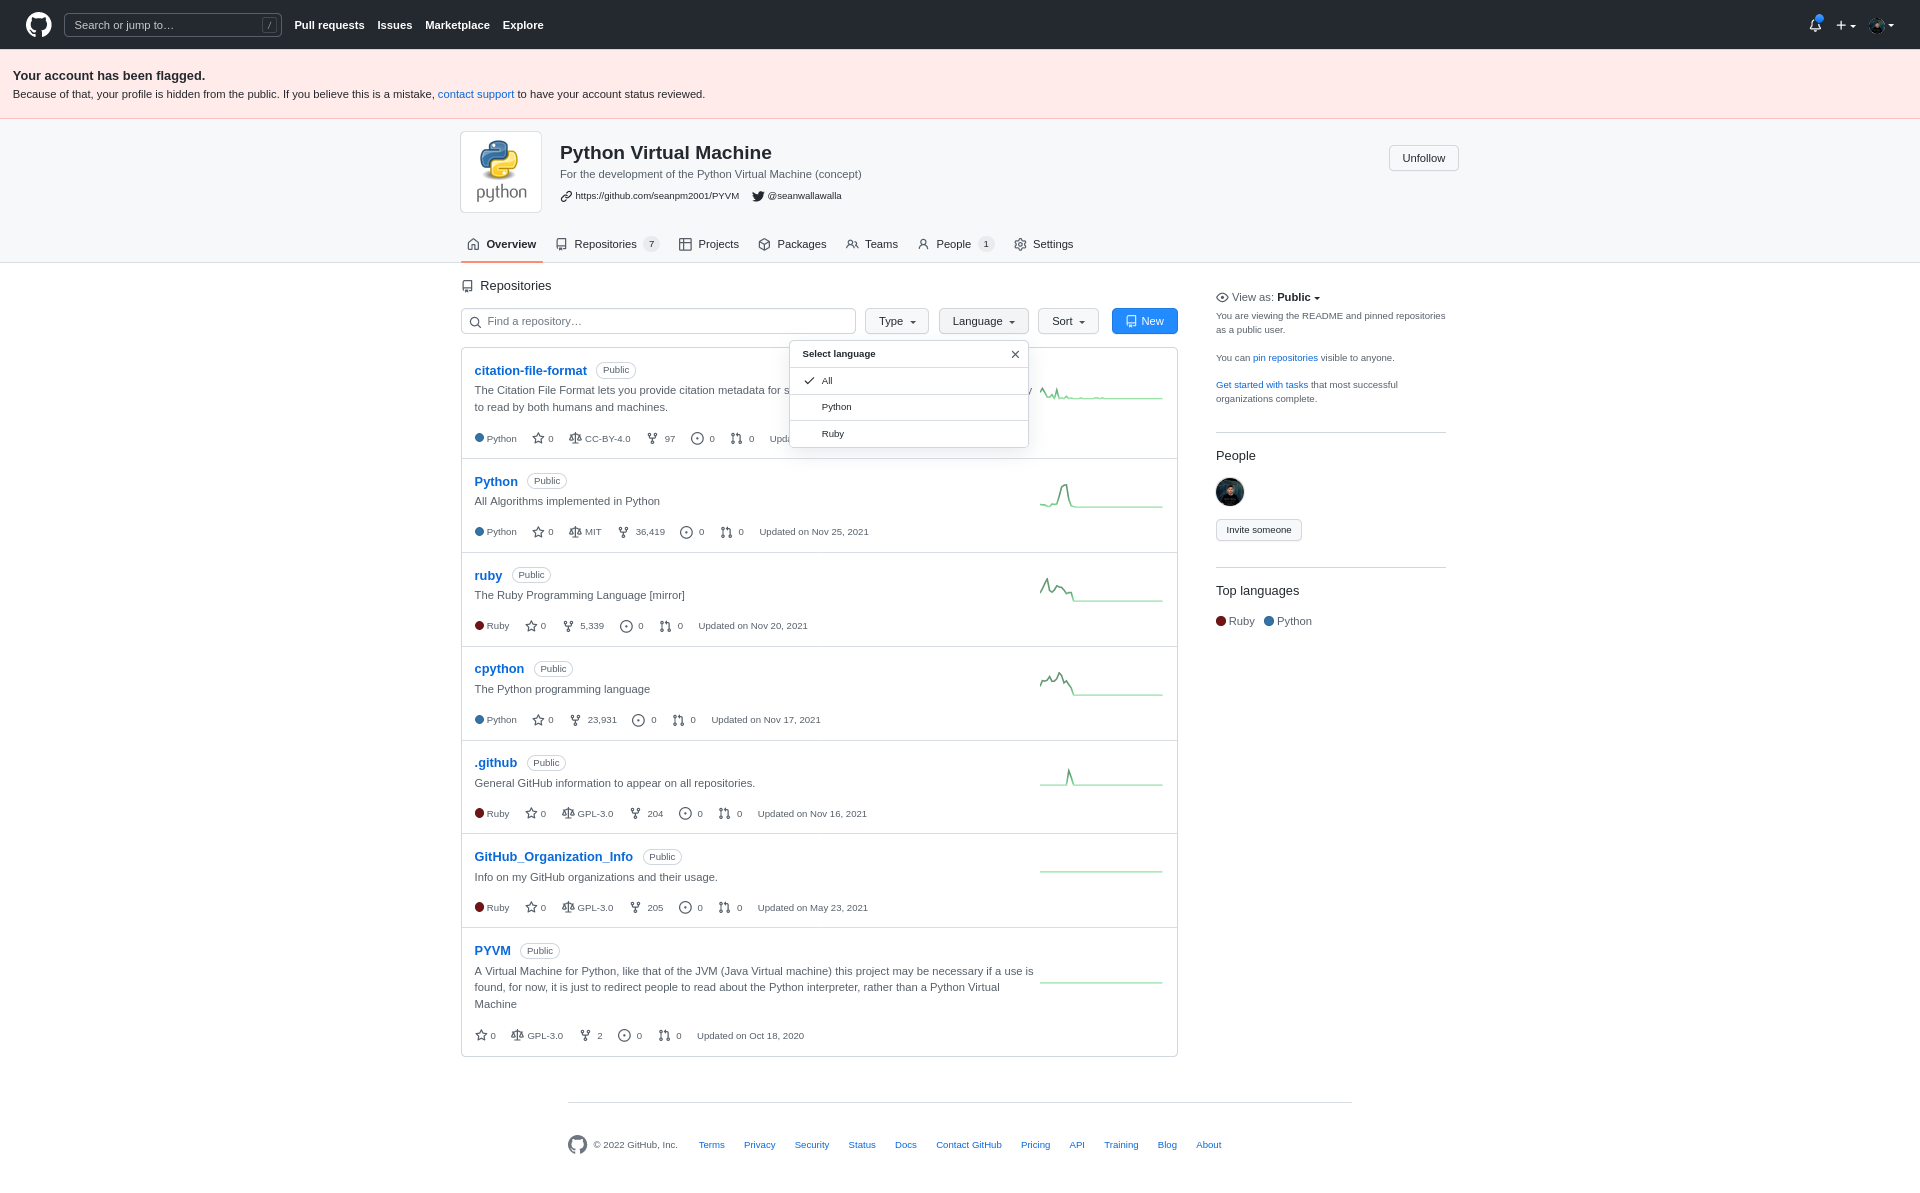 Search or jump to… /
Pull requests Issues Marketplace Explore
Your account has been flagged.
Because of that, your profile is hidden from the public. If you believe this is a mistake, contact support to have your account status reviewed.
python
Python Virtual Machine
For the development of the Python Virtual Machine (concept)
https://github.com/seanpm2001/PYVM @seanwallawalla
Unfollow
Overview Repositories 7 Projects Packages Teams People 1 Settings
Repositories
Find a repository…
Type Language Sort New
Select language
All
Python
Ruby
citation-file-format Public
The Citation File Format lets you provide citation metadata for s
to read by both humans and machines.
Python 0 CC-BY-4.0 97 0 0 Upda
Python Public
All Algorithms implemented in Python
Python 0 MIT 36,419 0 0 Updated on Nov 25, 2021
ruby Public
The Ruby Programming Language [mirror]
Ruby 0 5,339 0 0 Updated on Nov 20, 2021
cpython Public
The Python programming language
Python 0 23,931 0 0 Updated on Nov 17, 2021
.github Public
General GitHub information to appear on all repositories.
Ruby 0 GPL-3.0 204 0 0 Updated on Nov 16, 2021
GitHub_Organization_Info Public
Info on my GitHub organizations and their usage.
Ruby 0 GPL-3.0 205 0 0 Updated on May 23, 2021
PYVM Public
A Virtual Machine for Python, like that of the JVM (Java Virtual machine) this project may be necessary if a use is
found, for now, it is just to redirect people to read about the Python interpreter, rather than a Python Virtual
Machine
0 GPL-3.0 2 0 0 Updated on Oct 18, 2020
View as: Public
You are viewing the README and pinned repositories
as a public user.
You can pin repositories visible to anyone.
Get started with tasks that most successful
organizations complete.
People
Invite someone
Top languages
Ruby Python
© 2022 GitHub, Inc. Terms Privacy Security Status Docs Contact GitHub Pricing API Training Blog About